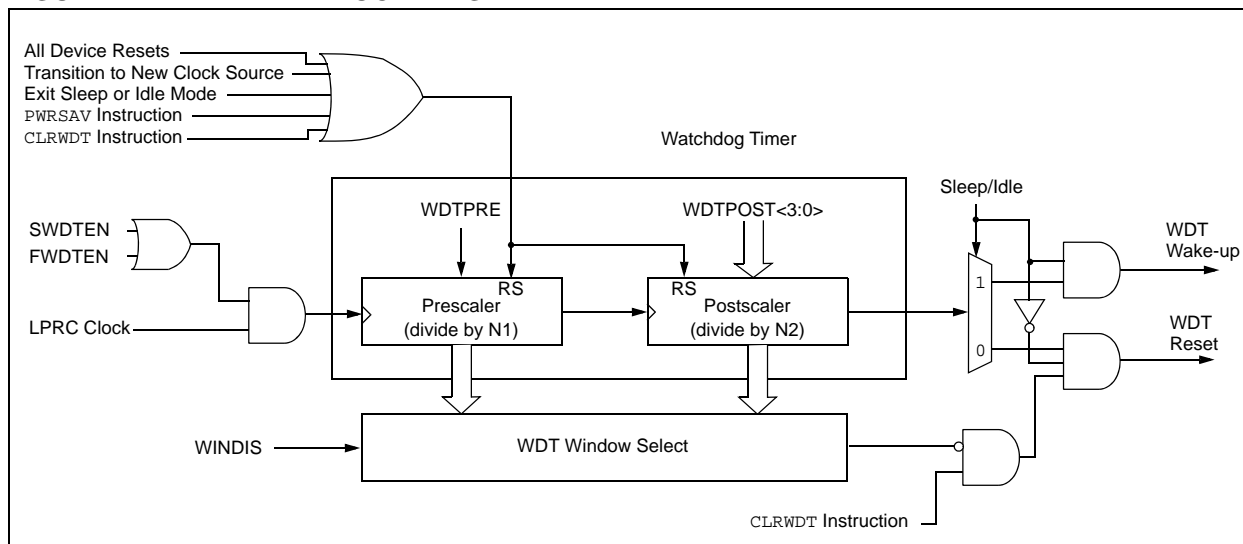 All Device Resets
Transition to New Clock Source
Exit Sleep or Idle Mode
PWRSAV Instruction
CLRWDT Instruction
Watchdog Timer
Sleep/Idle
WDTPRE
WDTPOST<3:0>
SWDTEN
FWDTEN
WDT
Wake-up
RS
RS
1
Prescaler
(divide by N1)
Postscaler
(divide by N2)
LPRC Clock
0
WDT
Reset
WINDIS
WDT Window Select
CLRWDT Instruction